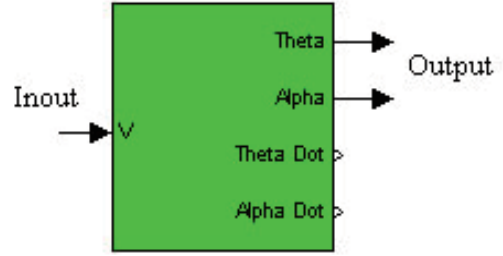 Theta
Output
Alpha
Inout
V
Theta Dot
Alpha Dot